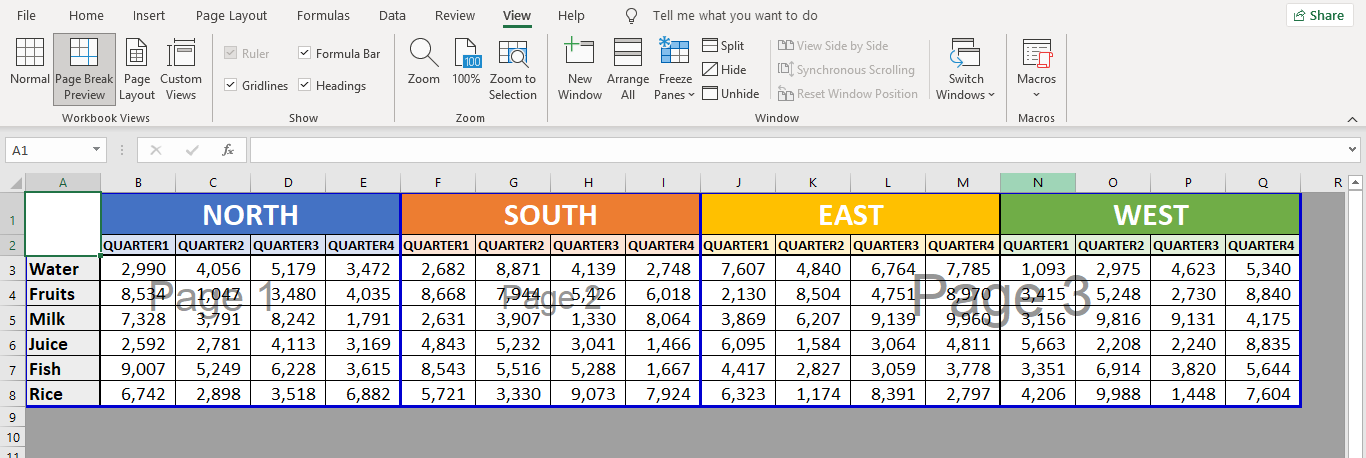 File Home Insert Page Layout Formulas Data Review View Help Tell me what you want to do Share
Normal Page Break Preview Page Layout Custom Views
Ruler Formula Bar
Gridlines Headings
Zoom 100 100% Zoom to Selection
New Window Arrange All Freeze Panes
Split
Hide
Unhide
View Side by Side
Synchronous Scrolling
Reset Window Position
Switch Windows
Macros
Workbook Views Show Zoom Window Macros
A1 fx
A B C D E F G H I J K L M N O P Q R
1 NORTH SOUTH EAST WEST
2 QUARTER1 QUARTER2 QUARTER3 QUARTER4 QUARTER1 QUARTER2 QUARTER3 QUARTER4 QUARTER1 QUARTER2 QUARTER3 QUARTER4 QUARTER1 QUARTER2 QUARTER3 QUARTER4
3 Water 2,990 4,056 5,179 3,472 2,682 8,871 4,139 2,748 7,607 4,840 6,764 7,785 1,093 2,975 4,623 5,340
4 Fruits 8,534 1,047 3,480 4,035 8,668 7,944 5,426 6,018 2,130 8,504 4,751 8,970 3,415 5,248 2,730 8,840
Page 1 Page 2 Page 3
5 Milk 7,328 3,791 8,242 1,791 2,631 3,907 1,330 8,064 3,869 6,207 9,139 9,960 3,156 9,816 9,131 4,175
6 Juice 2,592 2,781 4,113 3,169 4,843 5,232 3,041 1,466 6,095 1,584 3,064 4,811 5,663 2,208 2,240 8,835
7 Fish 9,007 5,249 6,228 3,615 8,543 5,516 5,288 1,667 4,417 2,827 3,059 3,778 3,351 6,914 3,820 5,644
8 Rice 6,742 2,898 3,518 6,882 5,721 3,330 9,073 7,924 6,323 1,174 8,391 2,797 4,206 9,988 1,448 7,604
9
10
11